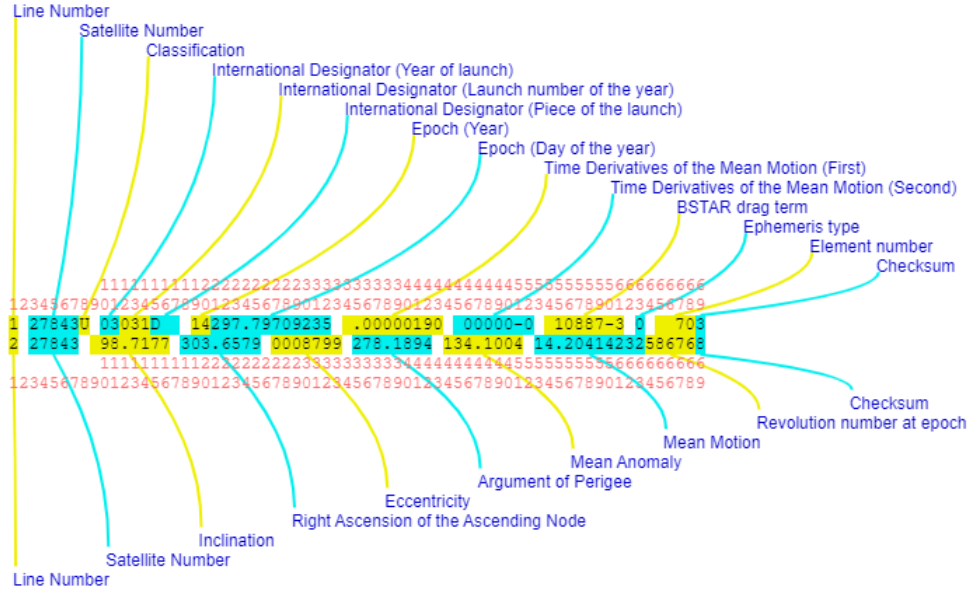 Line Number
Satellite Number
Classification
International Designator (Year of launch)
International Designator (Launch number of the year)
International Designator (Piece of the launch)
Epoch (Year)
Epoch (Day of the year)
Time Derivatives of the Mean Motion (First)
Time Derivatives of the Mean Motion (Second)
BSTAR drag term
Ephemeris type
Element number
Checksum
111111111122222222223333333333444444444455555555556666666666
123456789012345678901234567890123456789012345678901234567890123456789
1 27843U 03031D   14297.79709235  .00000190  00000-0  10887-3 0   703
2 27843  98.7177 303.6579 0008799 278.1894 134.1004 14.20414232586768
111111111122222222223333333333444444444455555555556666666666
123456789012345678901234567890123456789012345678901234567890123456789
Checksum
Revolution number at epoch
Mean Motion
Mean Anomaly
Argument of Perigee
Eccentricity
Right Ascension of the Ascending Node
Inclination
Satellite Number
Line Number